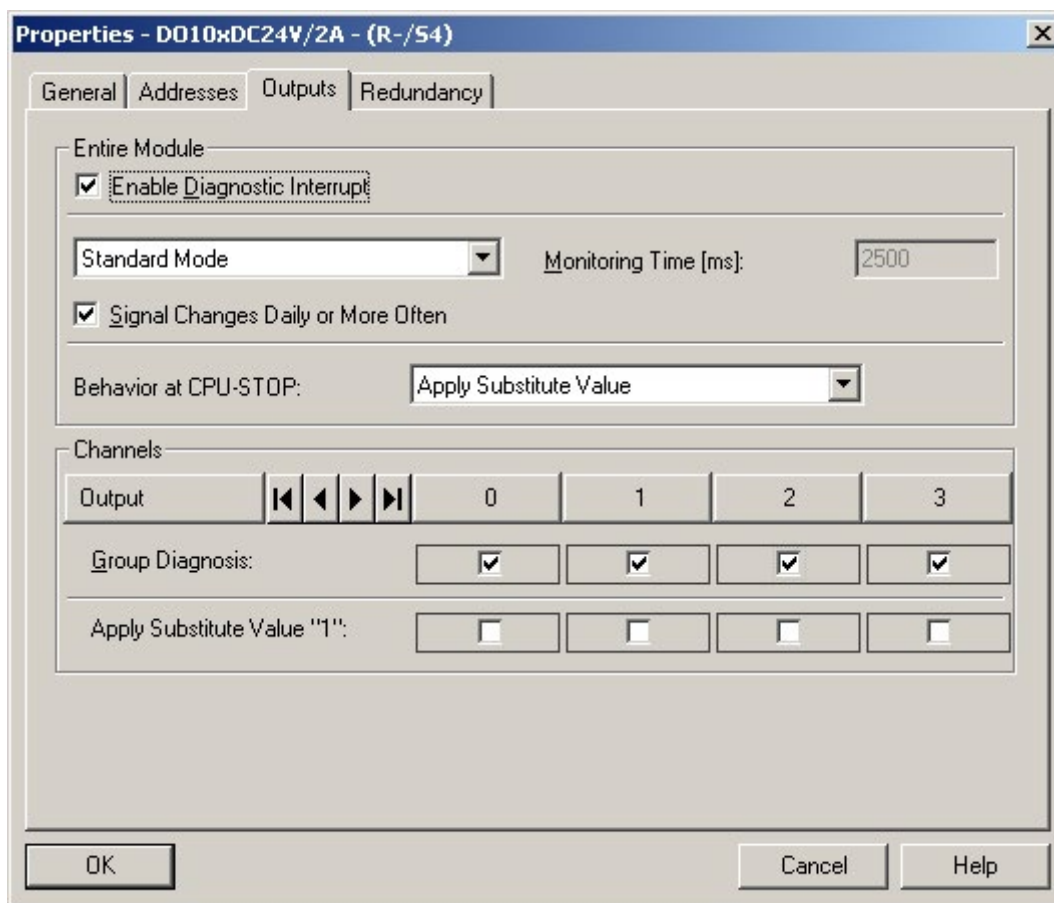 Properties - DO10xDC24V/2A - (R-/S4)
General Addresses Outputs Redundancy
Entire Module
Enable Diagnostic Interrupt
Standard Mode Monitoring Time [ms]: 2500
Signal Changes Daily or More Often
Behavior at CPU-STOP: Apply Substitute Value
Channels
Output 0 1 2 3
Group Diagnosis:
Apply Substitute Value "1":
OK Cancel Help